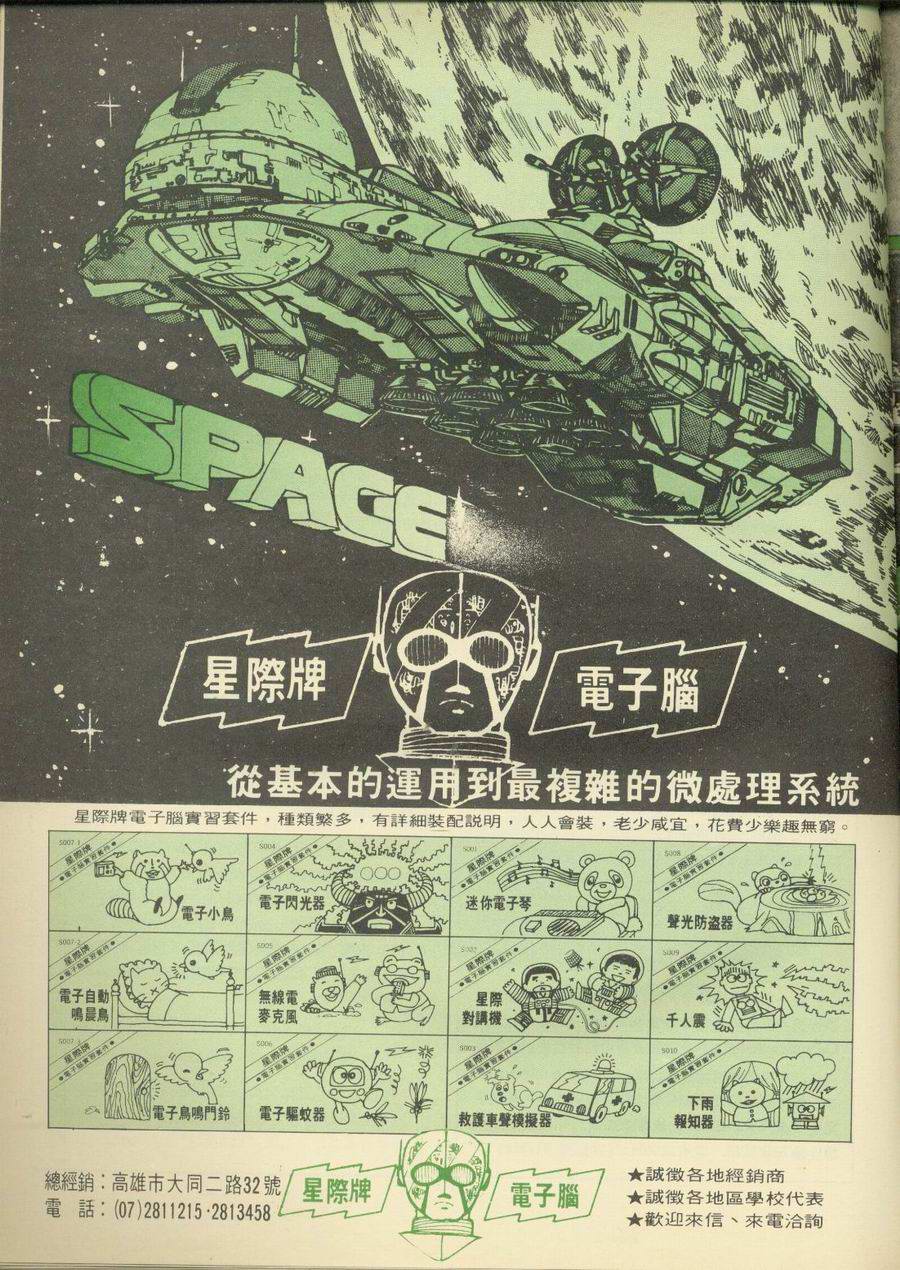 SPACE
星際牌
電子腦
從基本的運用到最複雜的微處理系統
星際牌電子腦實習套件，種類繁多，有詳細裝配説明，人人會裝，老少咸宜，花費少樂趣無窮。
S007-1
星際牌
●電子腦實習套件●
電子小鳥
S004
星際牌
●電子腦實習套件●
電子閃光器
S001
星際牌
●電子腦實習套件●
迷你電子琴
S008
星際牌
●電子腦實習套件●
聲光防盜器
S007-2
星際牌
●電子腦實習套件●
電子自動
鳴晨鳥
S005
星際牌
●電子腦實習套件●
無線電
麥克風
S002
星際牌
●電子腦實習套件●
星際
對講機
S009
星際牌
●電子腦實習套件●
千人震
S007-3
星際牌
●電子腦實習套件●
電子鳥鳴門鈴
S006
星際牌
●電子腦實習套件●
電子驅蚊器
S003
星際牌
●電子腦實習套件●
救護車聲模擬器
S010
星際牌
●電子腦實習套件●
下雨
報知器
總經銷：高雄市大同二路32號
電　話：(07)2811215·2813458
星際牌
電子腦
★誠徵各地經銷商
★誠徵各地區學校代表
★歡迎來信、來電洽詢